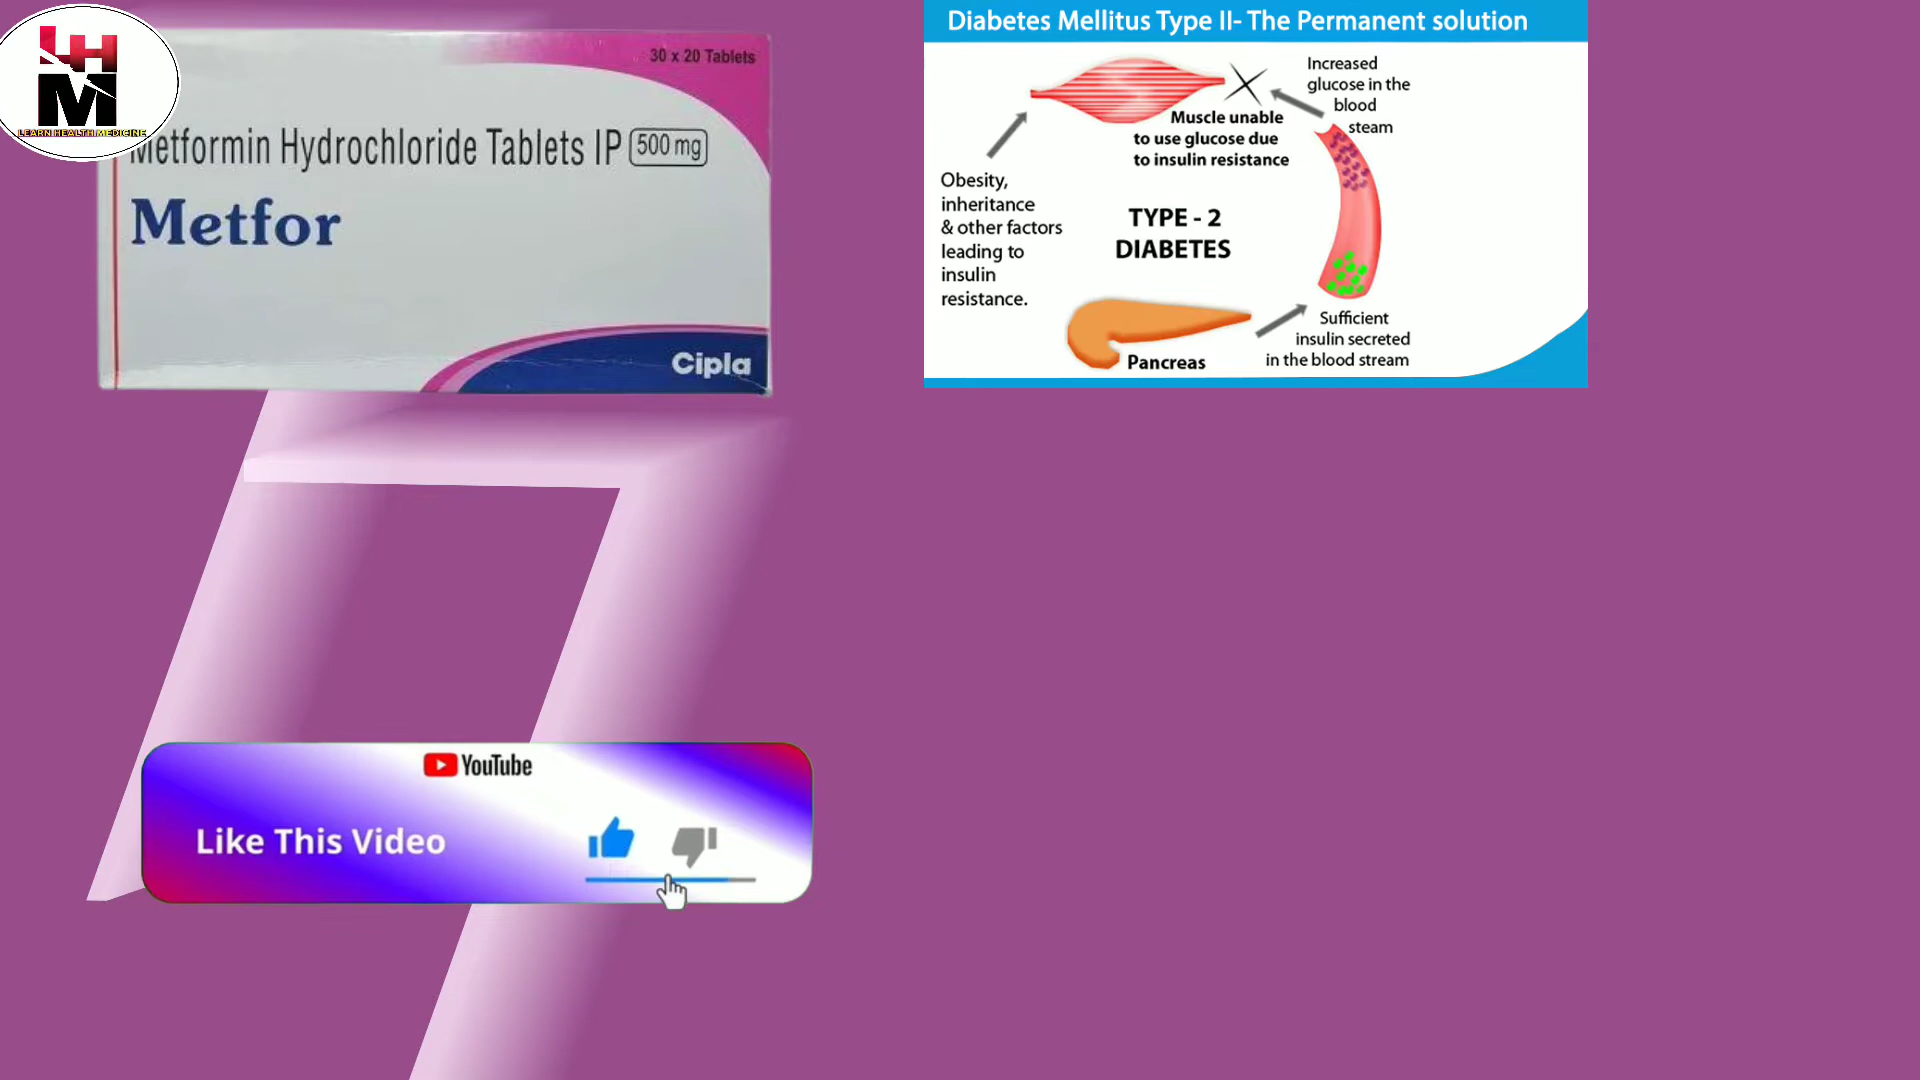 LHM
LEARN HEALTH MEDICINE
30 x 20 Tablets
Metformin Hydrochloride Tablets IP 500 mg
Metfor
Cipla
Diabetes Mellitus Type II- The Permanent solution
Increased
glucose in the
blood
steam
Muscle unable
to use glucose due
to insulin resistance
Obesity,
inheritance
& other factors
leading to
insulin
resistance.
TYPE - 2
DIABETES
Pancreas
Sufficient
insulin secreted
in the blood stream
YouTube
Like This Video